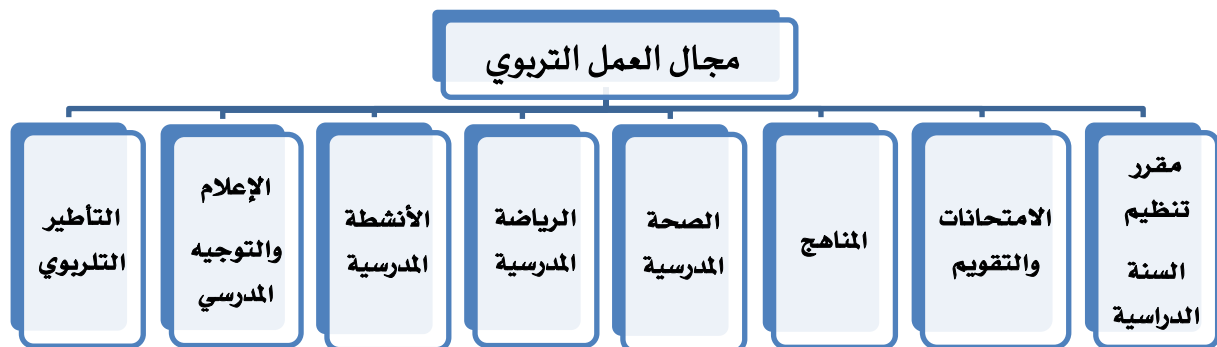 مجال العمل التربوي
مقرر
تنظيم
السنة
الدراسية
الامتحانات
والتقويم
المناهج
الصحة
المدرسية
الرياضة
المدرسية
الأنشطة
المدرسية
الإعلام
والتوجيه
المدرسي
التأطير
التلربوي